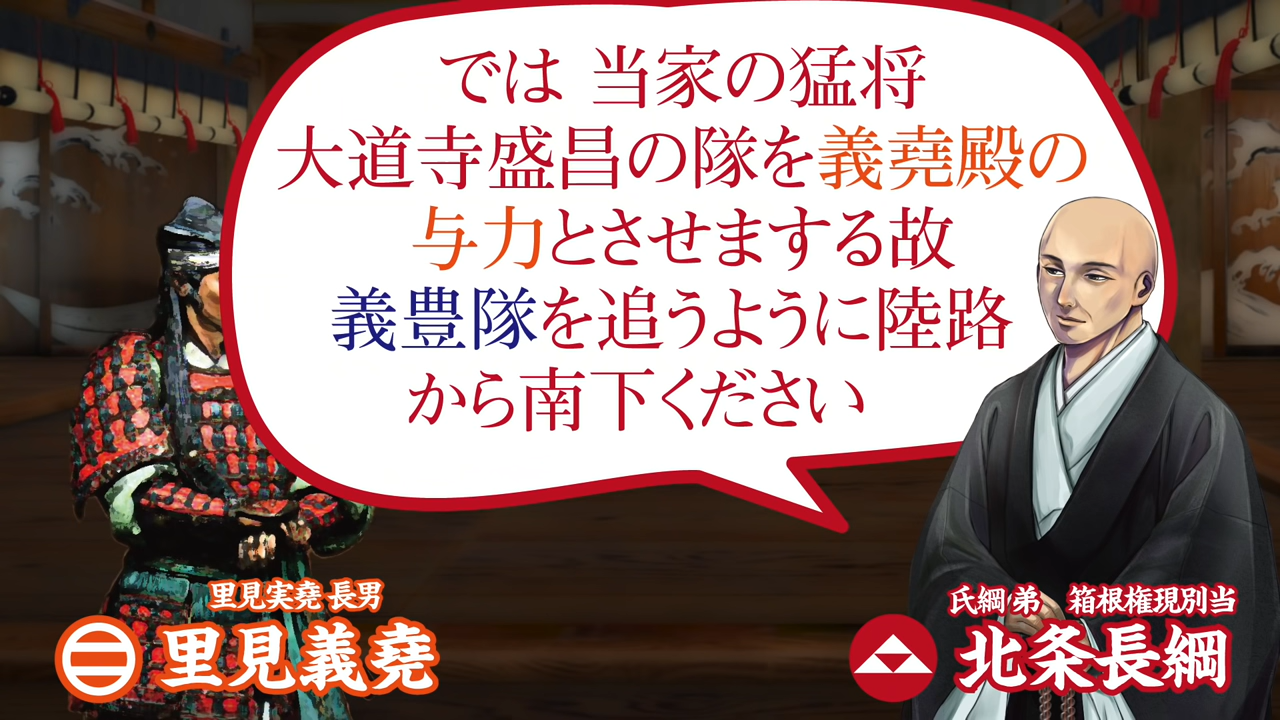 では 当家の猛将
大道寺盛昌の隊を義堯殿の
与力とさせまする故
義豊隊を追うように陸路
から南下ください
里見実堯 長男
里見義堯
氏綱 弟　箱根権現別当
北条長綱